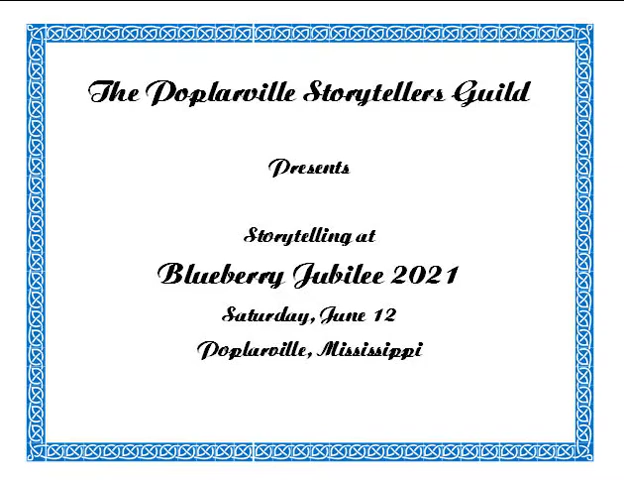 The Poplarville Storytellers Guild
Presents
Storytelling at
Blueberry Jubilee 2021
Saturday, June 12
Poplarville, Mississippi